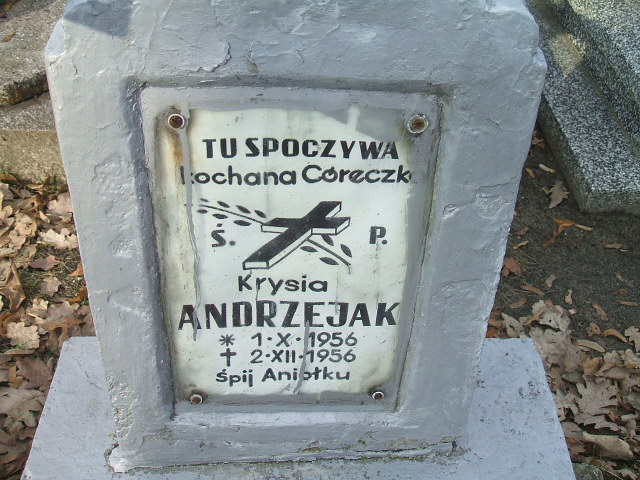 TU SPOCZYWA
kochana Córeczka
Ś. P.
Krysia
ANDRZEJAK
* 1·X·1956
† 2·XII·1956
śpij Aniołku